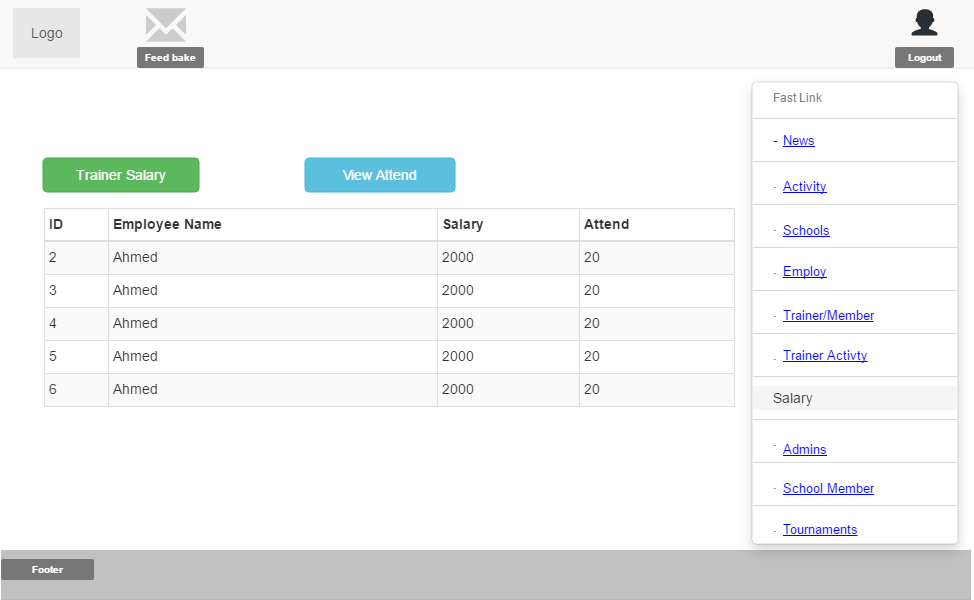 Logo
Feed bake
Logout
Trainer Salary
View Attend
ID Employee Name Salary Attend
2 Ahmed 2000 20
3 Ahmed 2000 20
4 Ahmed 2000 20
5 Ahmed 2000 20
6 Ahmed 2000 20
Fast Link
- News
. Activity
. Schools
. Employ
. Trainer/Member
. Trainer Activty
Salary
. Admins
. School Member
. Tournaments
Footer